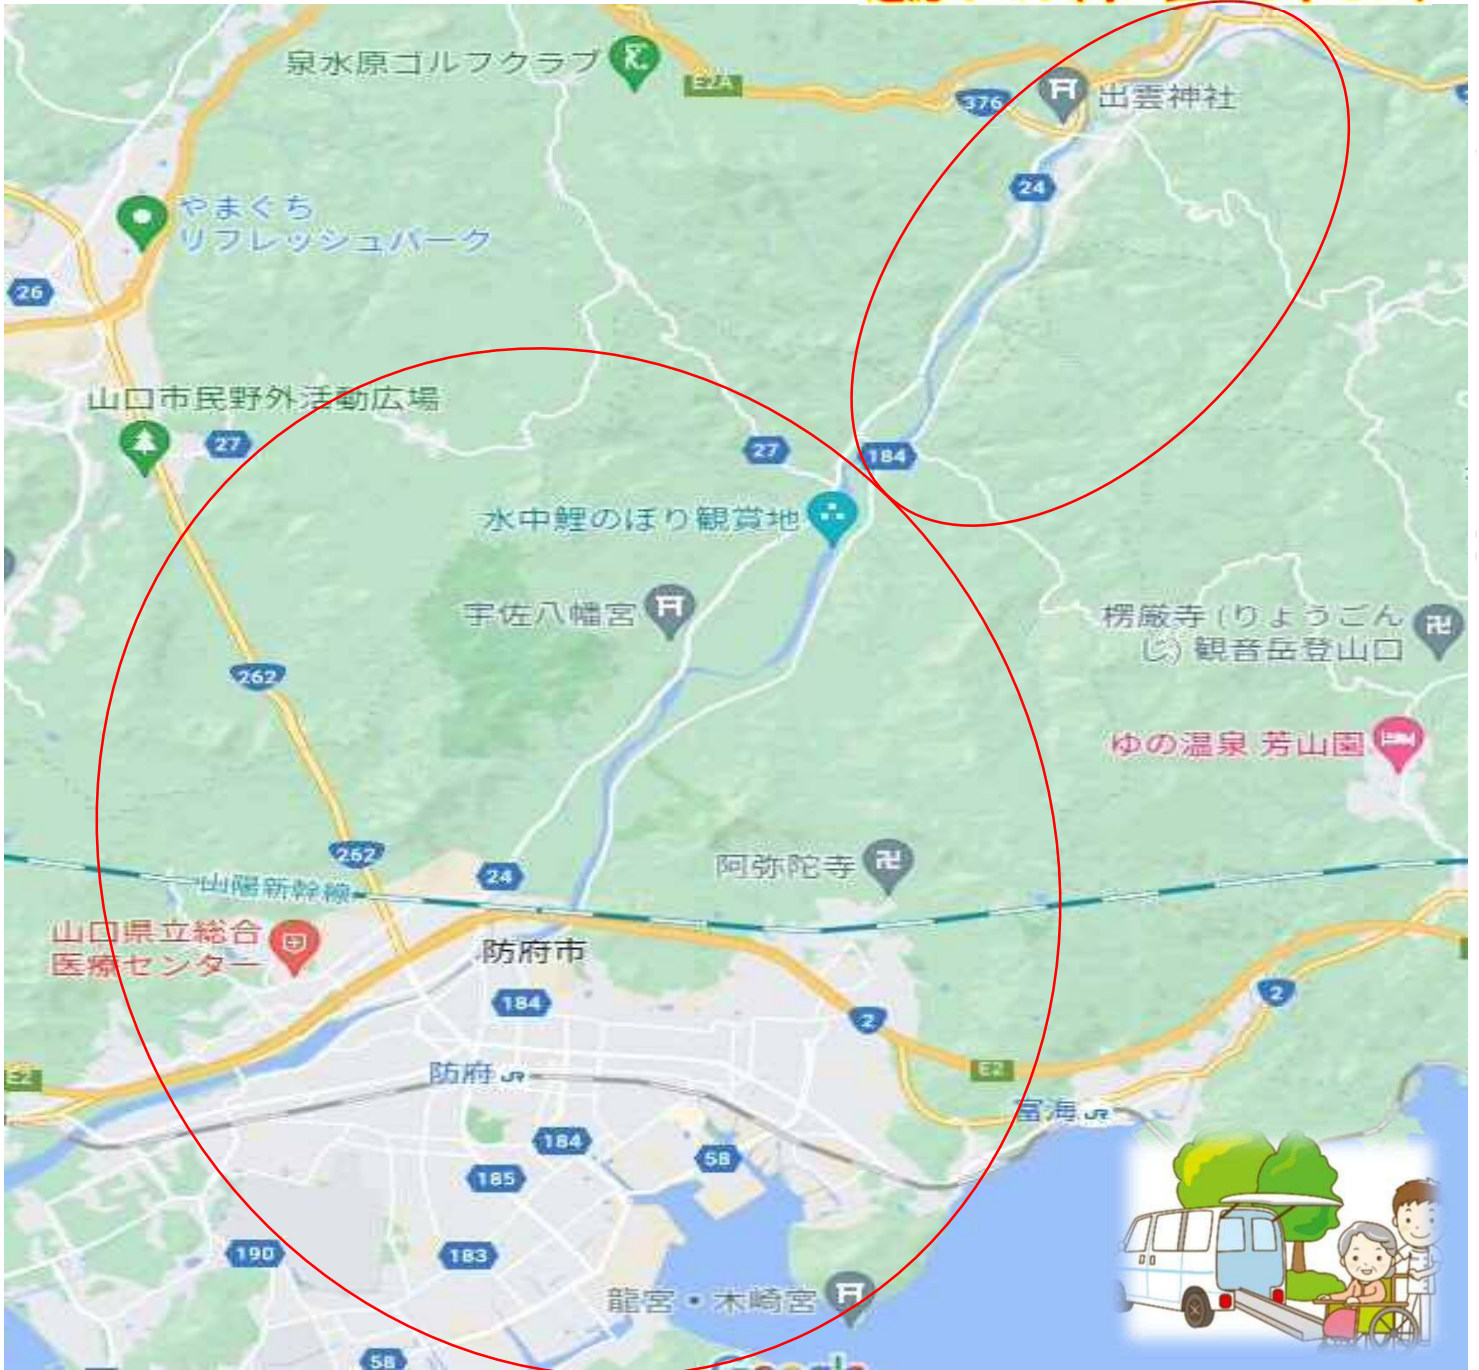 泉水原ゴルフクラブ
E2A
376
出雲神社
24
やまぐち
リフレッシュパーク
26
山口市民野外活動広場
27
27
184
水中鯉のぼり観賞地
宇佐八幡宮
楞厳寺 (りょうごん
じ) 観音岳登山口
262
ゆの温泉 芳山園
262
山陽新幹線
24
阿弥陀寺
山口県立総合
医療センター
防府市
184
2
2
E2
E2
防府 JR
富海 JR
184
58
185
190
183
龍宮・木崎宮
58
Google